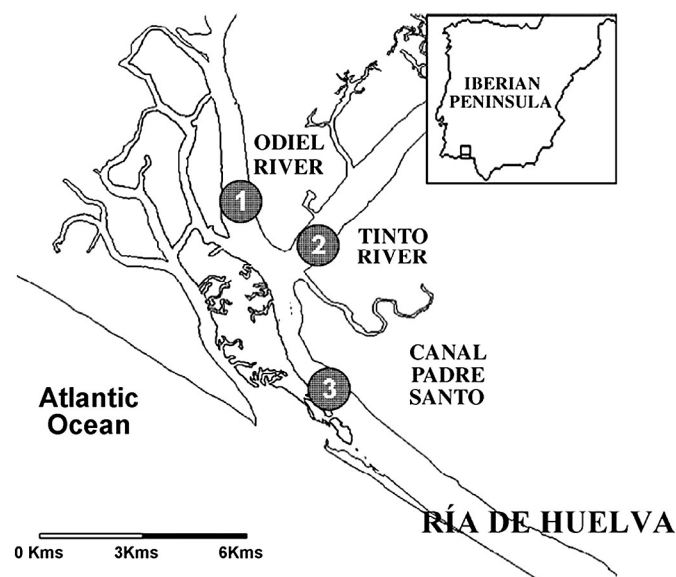 IBERIAN
PENINSULA
ODIEL
RIVER
1
2
TINTO
RIVER
CANAL
PADRE
SANTO
3
Atlantic
Ocean
RÍA DE HUELVA
0 Kms 3Kms 6Kms